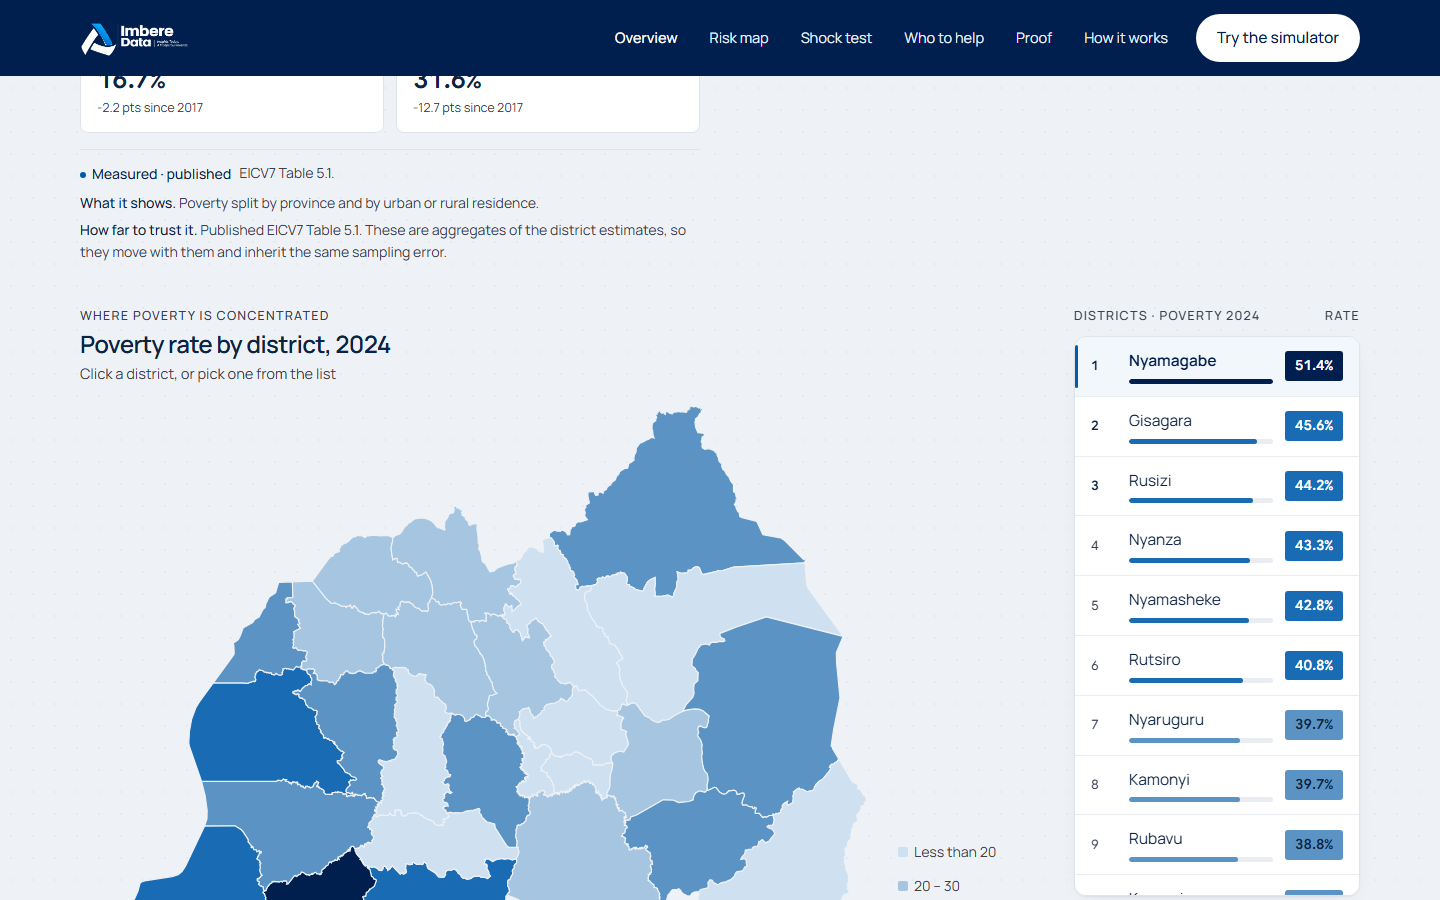 Imbere
Data
Overview
Risk map
Shock test
Who to help
Proof
How it works
Try the simulator
16.7%
-2.2 pts since 2017
31.6%
-12.7 pts since 2017
Measured · published EICV7 Table 5.1.
What it shows. Poverty split by province and by urban or rural residence.
How far to trust it. Published EICV7 Table 5.1. These are aggregates of the district estimates, so
they move with them and inherit the same sampling error.
WHERE POVERTY IS CONCENTRATED
Poverty rate by district, 2024
Click a district, or pick one from the list
Less than 20
20 – 30
DISTRICTS · POVERTY 2024 RATE
1 Nyamagabe 51.4%
2 Gisagara 45.6%
3 Rusizi 44.2%
4 Nyanza 43.3%
5 Nyamasheke 42.8%
6 Rutsiro 40.8%
7 Nyaruguru 39.7%
8 Kamonyi 39.7%
9 Rubavu 38.8%